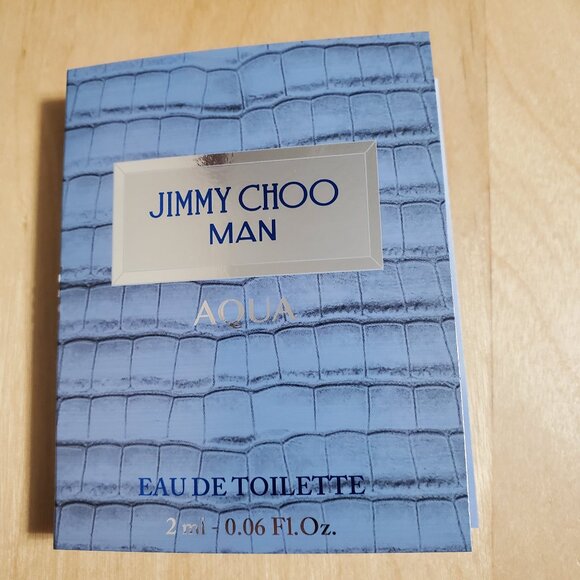 JIMMY CHOO
MAN
AQUA
EAU DE TOILETTE
2 ml - 0.06 Fl.Oz.